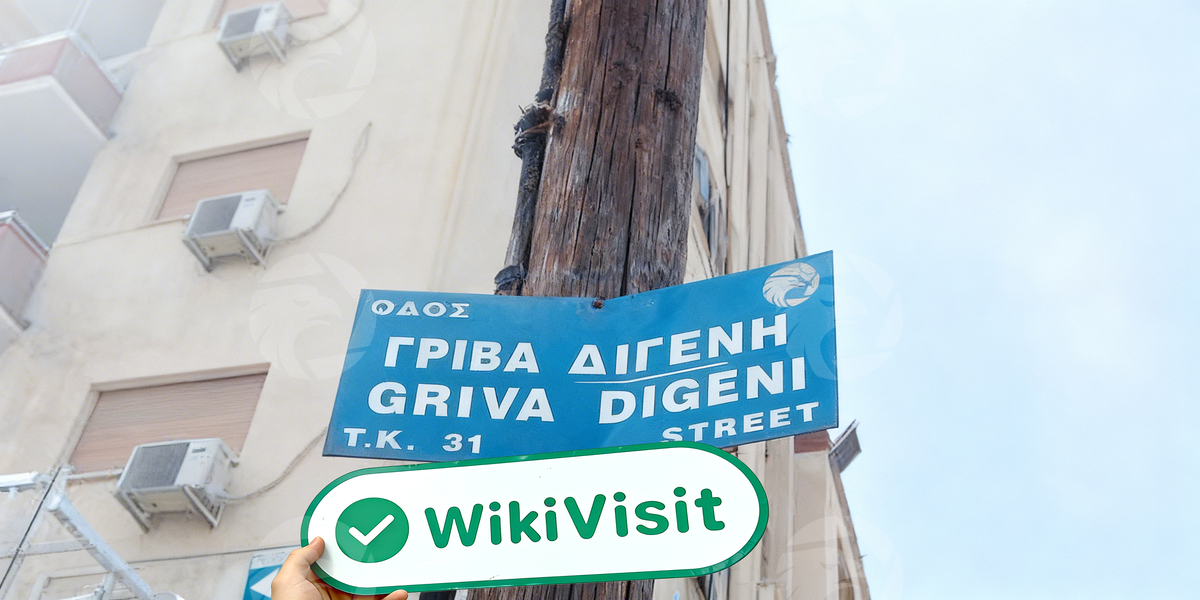 ΟΔΟΣ
ΓΡΙΒΑ ΔΙΓΕΝΗ
GRIVA DIGENI
T.K. 31 STREET
WikiVisit